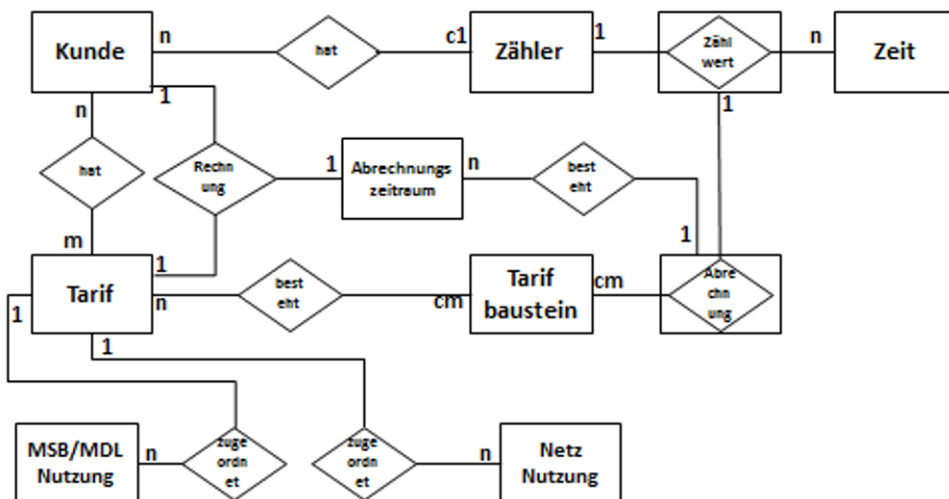 Kunde
n
hat
c1
Zähler
1
Zähl
wert
n
Zeit
1
n
1
hat
Rechn
ung
1
Abrechnungs
zeitraum
n
best
eht
m
1
1
Tarif
n
best
eht
cm
Tarif
baustein
cm
Abre
chn
ung
1
1
MSB/MDL
Nutzung
n
zuge
ordn
et
zuge
ordn
et
n
Netz
Nutzung